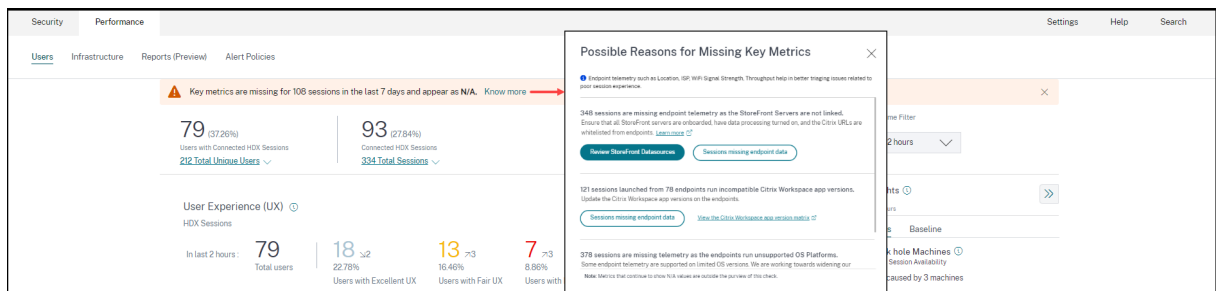 Security Performance Settings Help Search
Users Infrastructure Reports (Preview) Alert Policies
Key metrics are missing for 108 sessions in the last 7 days and appear as N/A. Know more
79 (37.26%)
Users with Connected HDX Sessions
212 Total Unique Users
93 (27.84%)
Connected HDX Sessions
334 Total Sessions
User Experience (UX)
HDX Sessions
In last 2 hours :
79
Total users
18 2
22.78%
Users with Excellent UX
13 3
16.46%
Users with Fair UX
7 3
8.86%
Users with
Possible Reasons for Missing Key Metrics
Endpoint telemetry such as Location, ISP, WiFi Signal Strength, Throughput help in better triaging issues related to
poor session experience.
348 sessions are missing endpoint telemetry as the StoreFront Servers are not linked.
Ensure that all StoreFront servers are onboarded, have data processing turned on, and the Citrix URLs are
whitelisted from endpoints. Learn more
Review StoreFront Datasources Sessions missing endpoint data
121 sessions launched from 78 endpoints run incompatible Citrix Workspace app versions.
Update the Citrix Workspace app versions on the endpoints.
Sessions missing endpoint data View the Citrix Workspace app version matrix
378 sessions are missing telemetry as the endpoints run unsupported OS Platforms.
Some endpoint telemetry are supported on limited OS versions. We are working towards widening our
Note: Metrics that continue to show N/A values are outside the purview of this check.
me Filter
2 hours
hts
urs
s Baseline
k hole Machines
Session Availability
caused by 3 machines